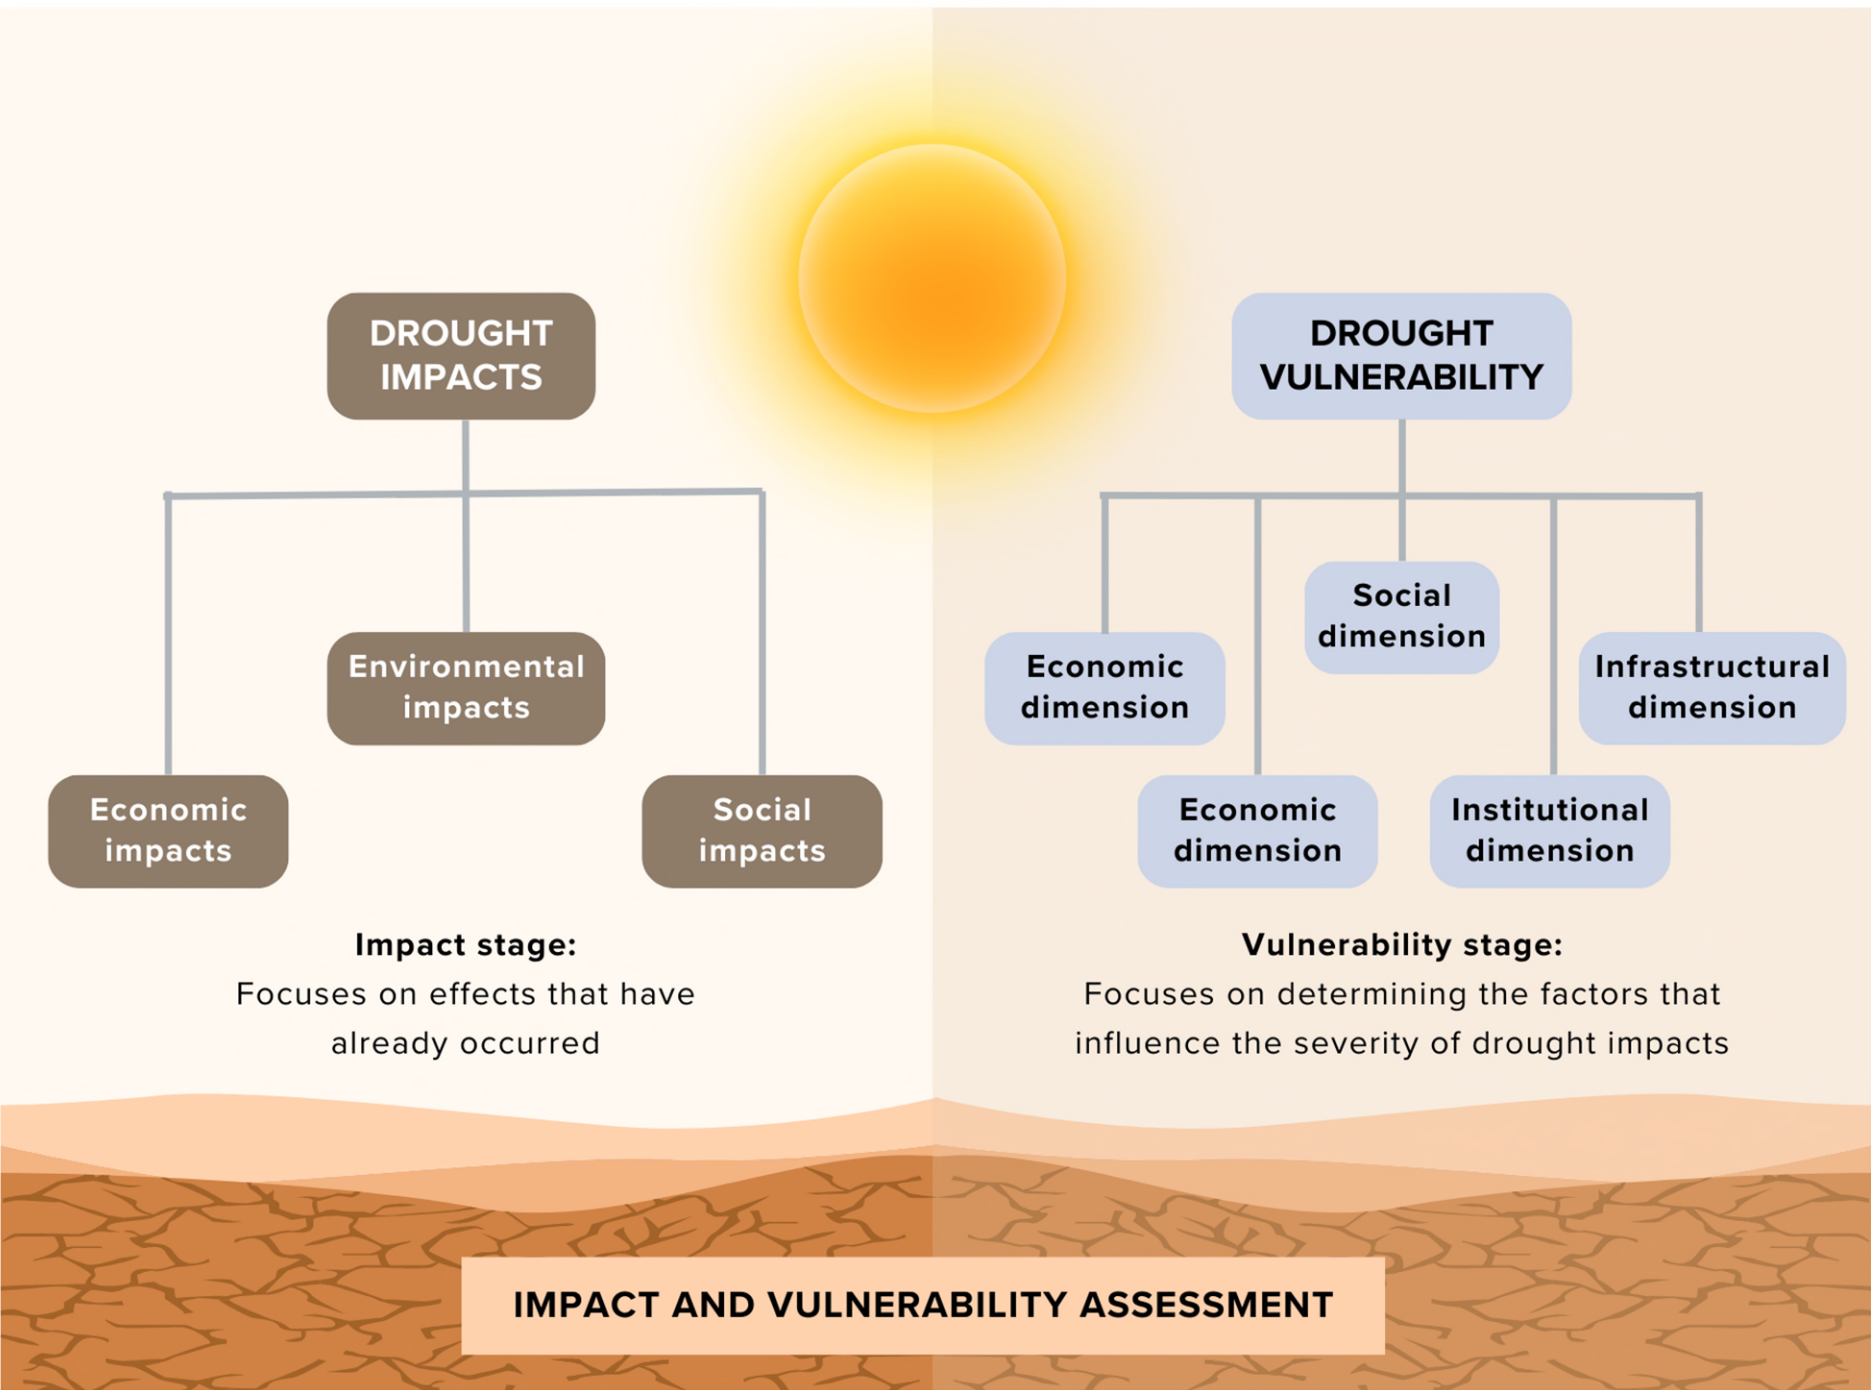 DROUGHT
IMPACTS
Environmental
impacts
Economic
impacts
Social
impacts
Impact stage:
Focuses on effects that have
already occurred
DROUGHT
VULNERABILITY
Social
dimension
Economic
dimension
Infrastructural
dimension
Economic
dimension
Institutional
dimension
Vulnerability stage:
Focuses on determining the factors that
influence the severity of drought impacts
IMPACT AND VULNERABILITY ASSESSMENT